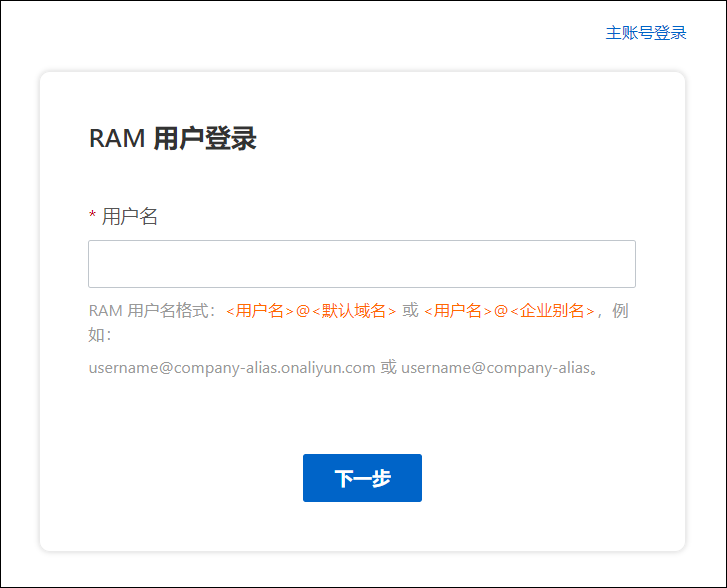 主账号登录
RAM 用户登录
* 用户名
RAM 用户名格式：<用户名>@<默认域名> 或 <用户名>@<企业别名>，例
如：
username@company-alias.onaliyun.com 或 username@company-alias。
下一步